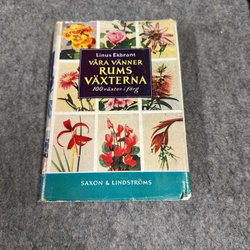 Linus Ekbrant
VÅRA VÄNNER
RUMS
VÄXTERNA
100 växter i färg
SAXON & LINDSTRÖMS